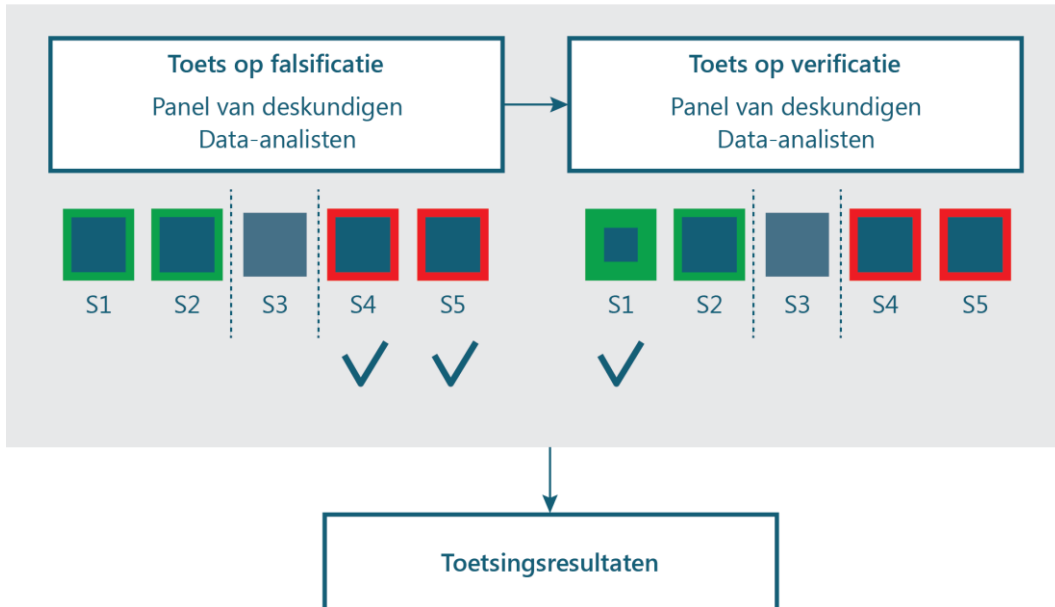 Toets op falsificatie
Panel van deskundigen
Data-analisten
Toets op verificatie
Panel van deskundigen
Data-analisten
S1 S2 S3 S4 S5
S1 S2 S3 S4 S5
Toetsingsresultaten